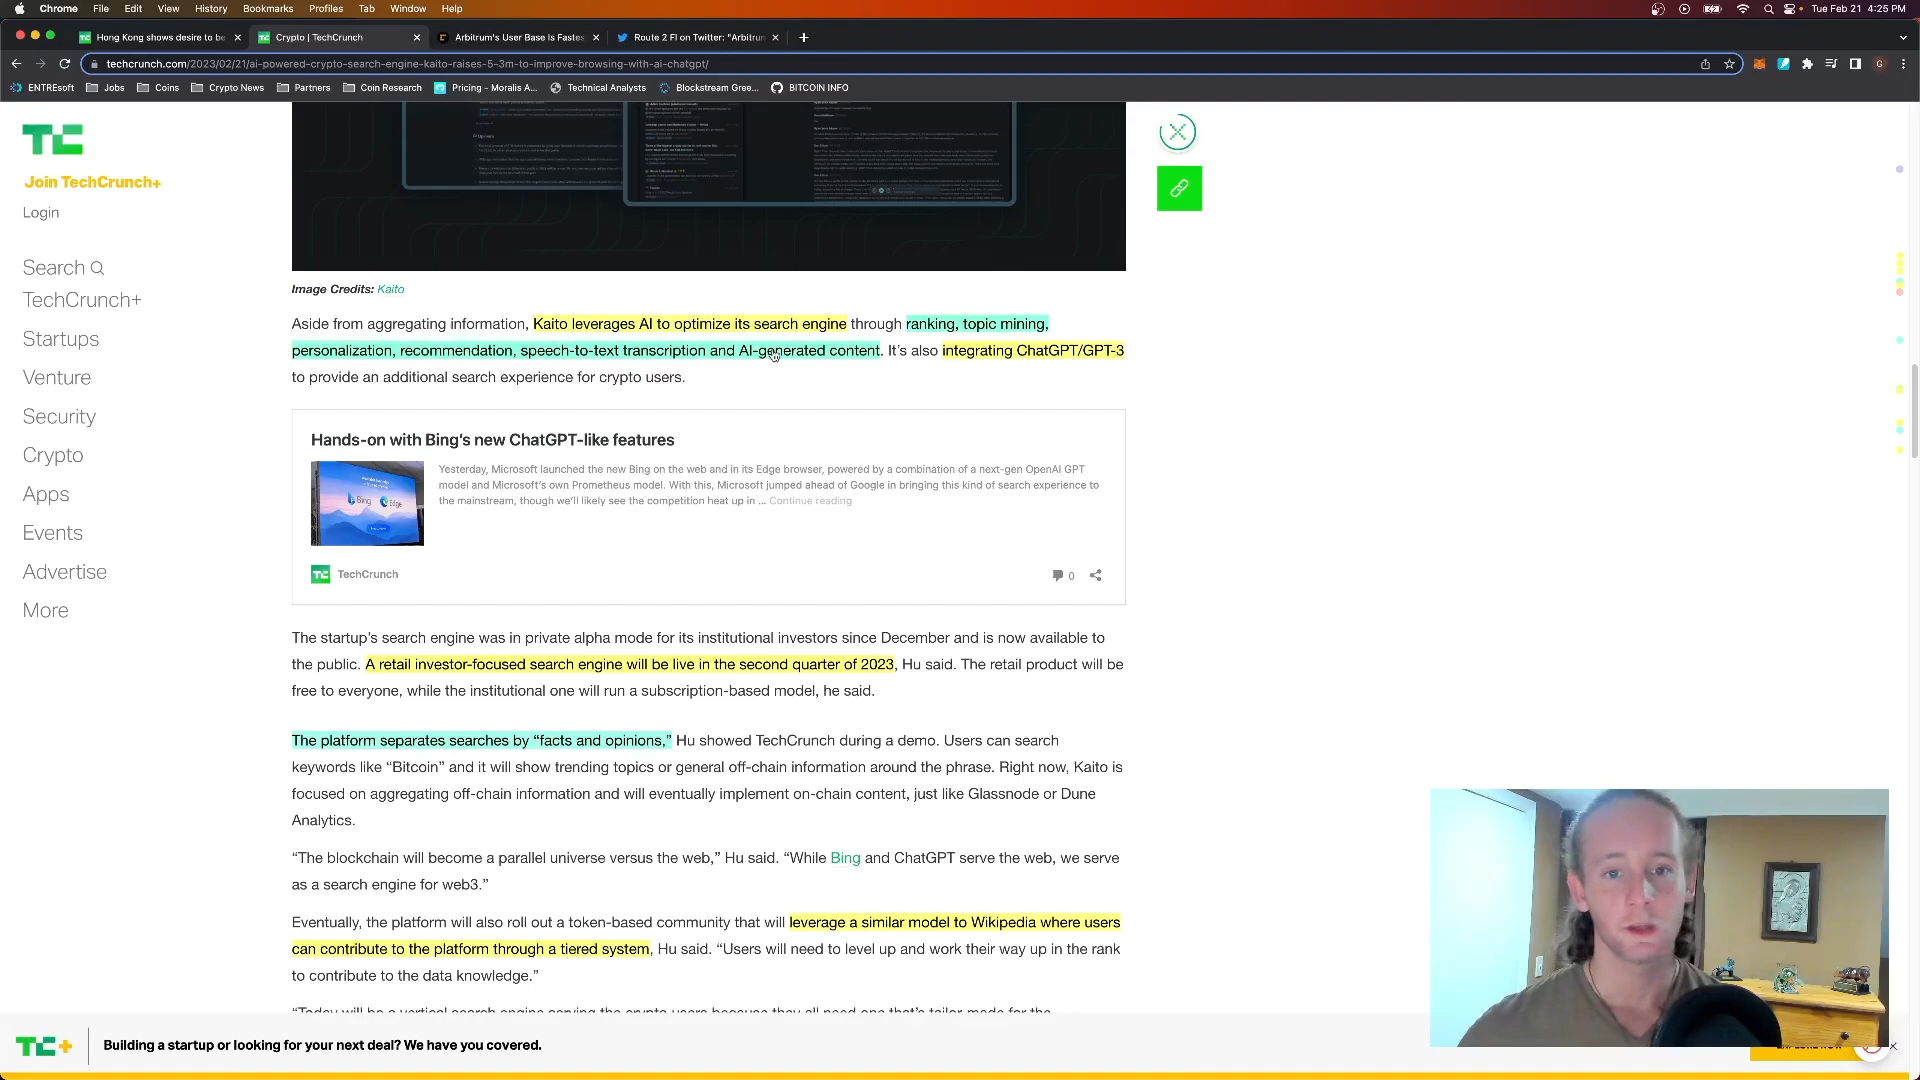 Chrome File Edit View History Bookmarks Profiles Tab Window Help Tue Feb 21 4:25 PM
Hong Kong shows desire to be Crypto | TechCrunch Arbitrum's User Base Is Fastes Route 2 FI on Twitter: "Arbitrum
techcrunch.com/2023/02/21/ai-powered-crypto-search-engine-kaito-raises-5-3m-to-improve-browsing-with-ai-chatgpt/
ENTREsoft Jobs Coins Crypto News Partners Coin Research Pricing - Moralis A... Technical Analysts Blockstream Gree... BITCOIN INFO
TC
Join TechCrunch+
Login
Search
TechCrunch+
Startups
Venture
Security
Crypto
Apps
Events
Advertise
More
Image Credits: Kaito
Aside from aggregating information, Kaito leverages AI to optimize its search engine through ranking, topic mining,
personalization, recommendation, speech-to-text transcription and AI-generated content. It's also integrating ChatGPT/GPT-3
to provide an additional search experience for crypto users.
Hands-on with Bing's new ChatGPT-like features
Bing Edge
Yesterday, Microsoft launched the new Bing on the web and in its Edge browser, powered by a combination of a next-gen OpenAI GPT
model and Microsoft's own Prometheus model. With this, Microsoft jumped ahead of Google in bringing this kind of search experience to
the mainstream, though we'll likely see the competition heat up in ... Continue reading
TC TechCrunch 0
The startup's search engine was in private alpha mode for its institutional investors since December and is now available to
the public. A retail investor-focused search engine will be live in the second quarter of 2023, Hu said. The retail product will be
free to everyone, while the institutional one will run a subscription-based model, he said.
The platform separates searches by “facts and opinions,” Hu showed TechCrunch during a demo. Users can search
keywords like “Bitcoin” and it will show trending topics or general off-chain information around the phrase. Right now, Kaito is
focused on aggregating off-chain information and will eventually implement on-chain content, just like Glassnode or Dune
Analytics.
“The blockchain will become a parallel universe versus the web,” Hu said. “While Bing and ChatGPT serve the web, we serve
as a search engine for web3.”
Eventually, the platform will also roll out a token-based community that will leverage a similar model to Wikipedia where users
can contribute to the platform through a tiered system, Hu said. “Users will need to level up and work their way up in the rank
to contribute to the data knowledge.”
“Today will be a vertical search engine serving the crypto users because they all need one that's tailor-made for the
TC+ Building a startup or looking for your next deal? We have you covered.